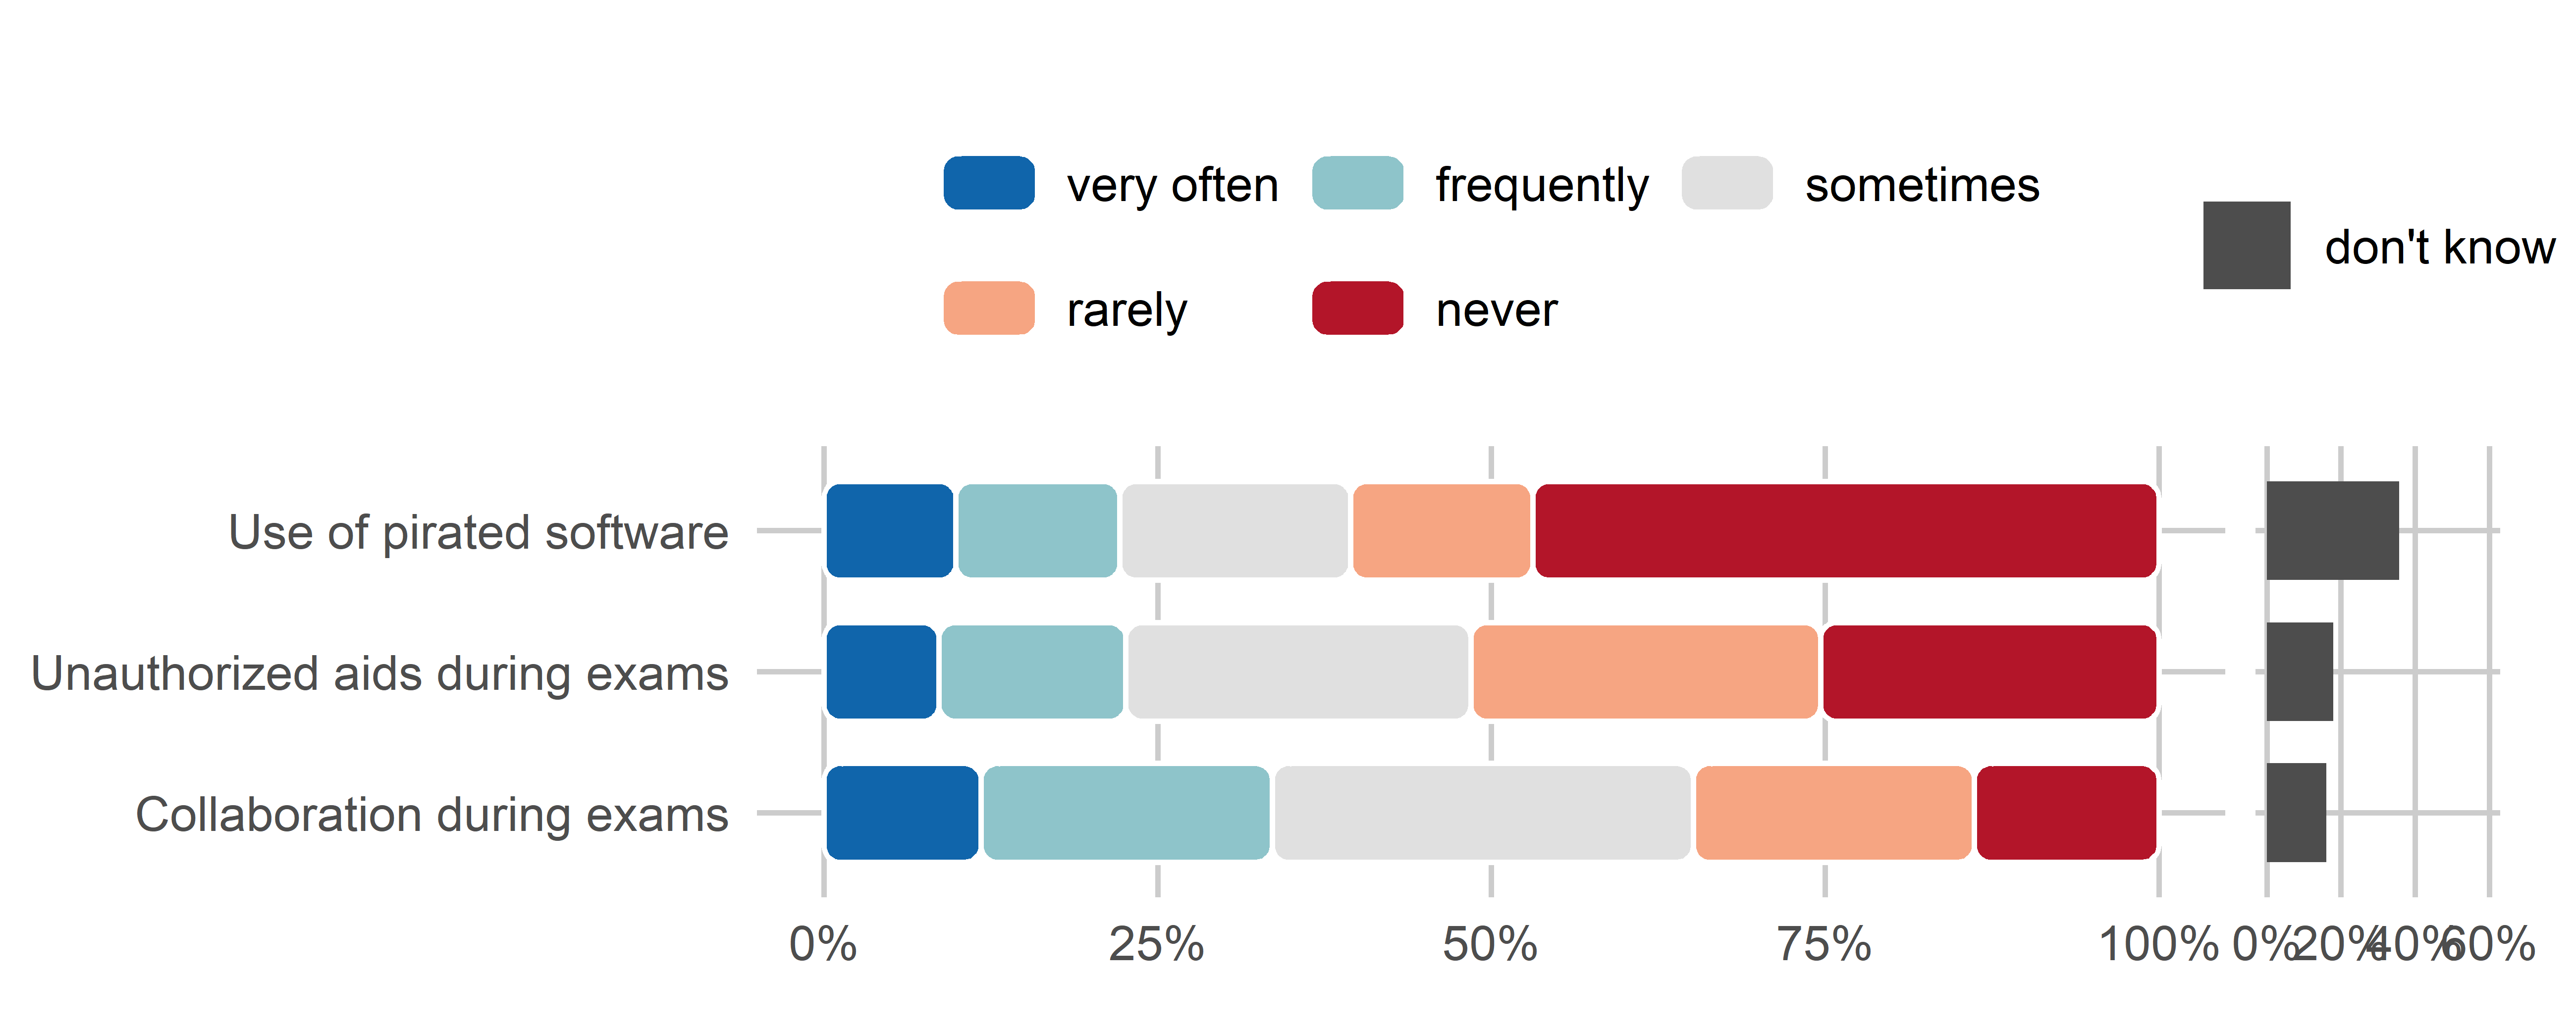 very often frequently sometimes
don't know
rarely never
Use of pirated software
Unauthorized aids during exams
Collaboration during exams
0% 25% 50% 75% 100% 0% 20% 40% 60%